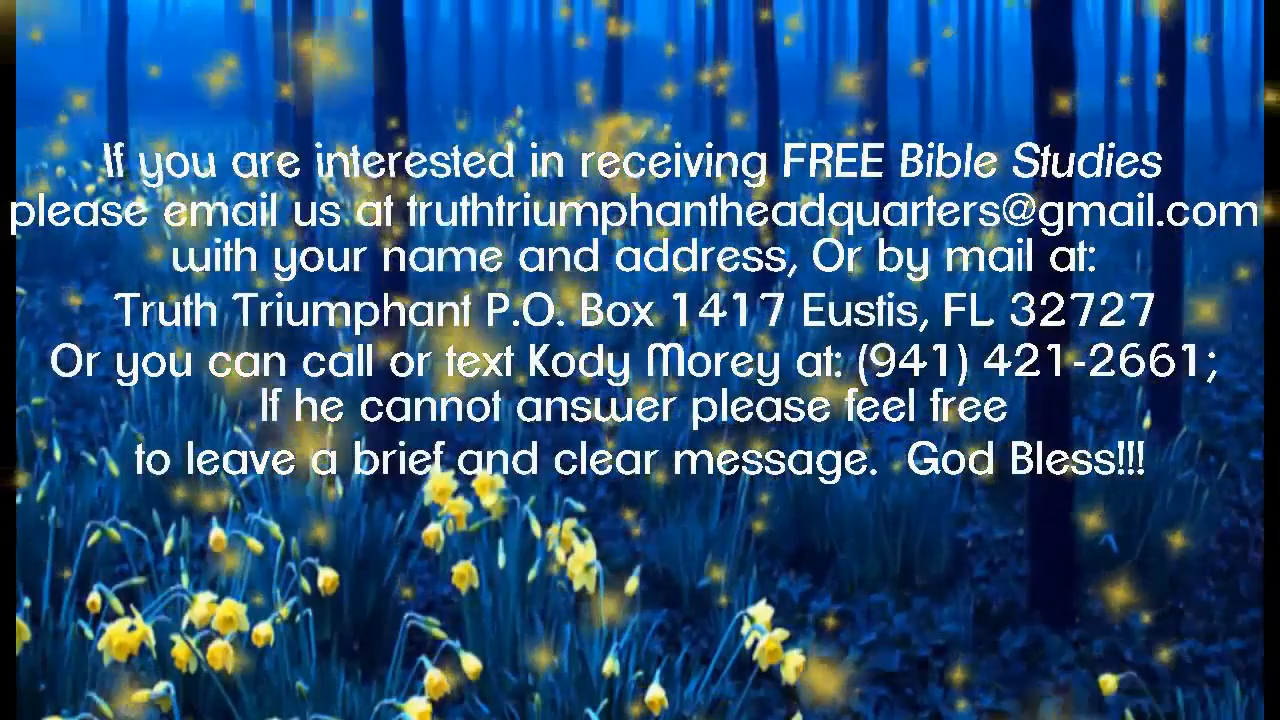 If you are interested in receiving FREE Bible Studies
please email us at truthtriumphantheadquarters@gmail.com
with your name and address, Or by mail at:
Truth Triumphant P.O. Box 1417 Eustis, FL 32727
Or you can call or text Kody Morey at: (941) 421-2661;
If he cannot answer please feel free
to leave a brief and clear message.  God Bless!!!